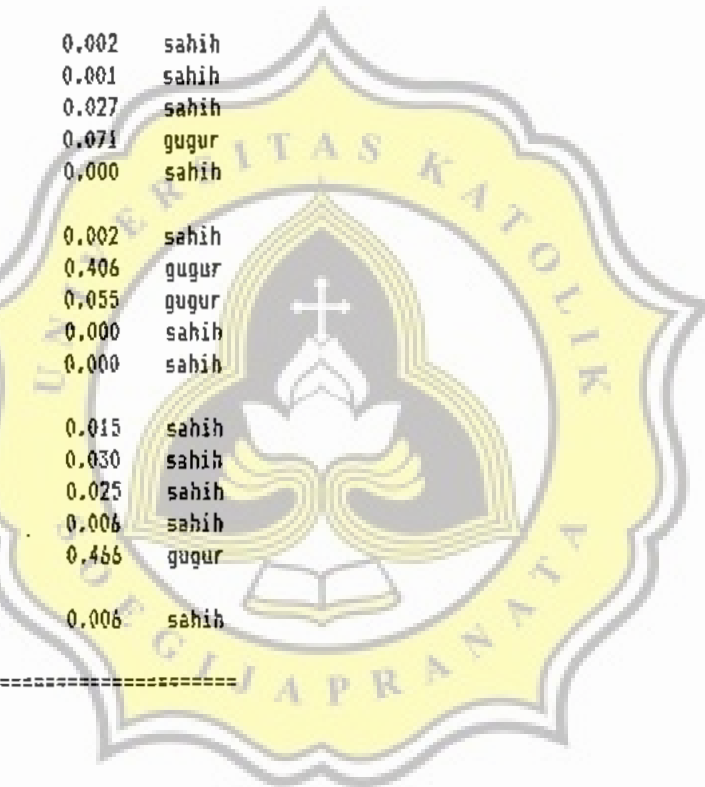 0.002 sahih
0.001 sahih
0.027 sahih
0.071 gugur
0.000 sahih
0.002 sahih
0.406 gugur
0.055 gugur
0.000 sahih
0.000 sahih
0.015 sahih
0.030 sahih
0.025 sahih
0.006 sahih
0.466 gugur
0.006 sahih
=======================
UNIVERSITAS KATOLIK
SOEGIJAPRANATA